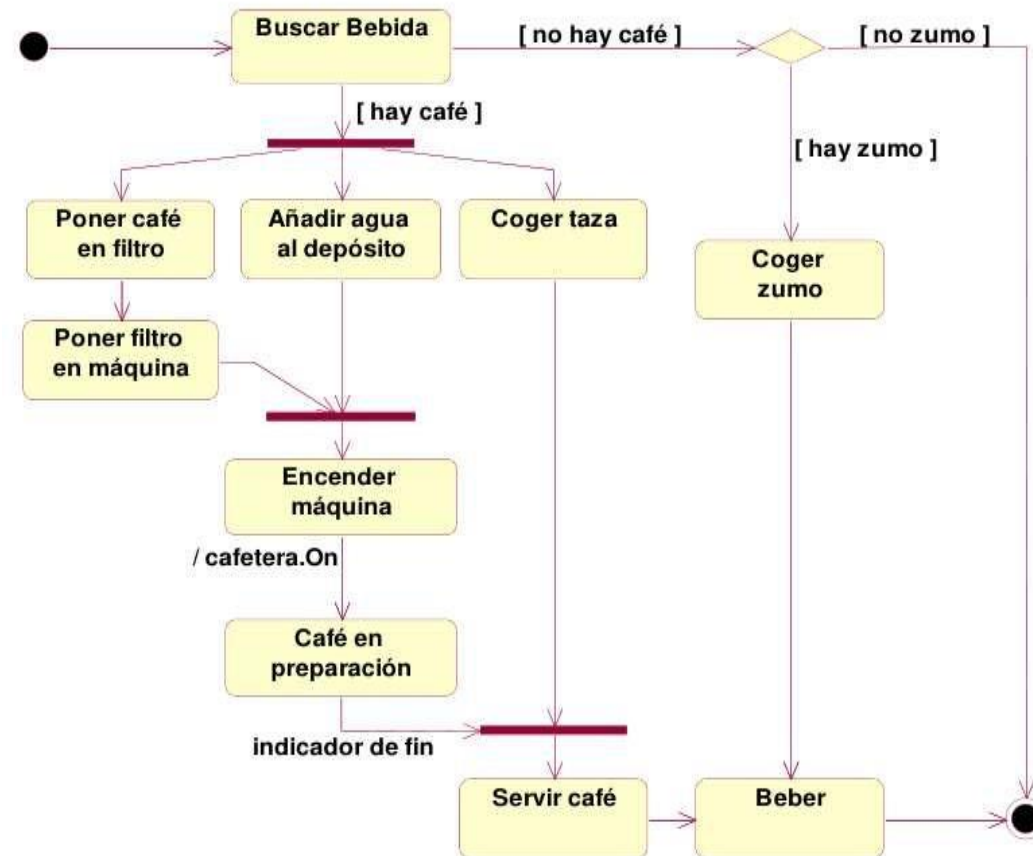 Buscar Bebida
[ no hay café ]
[ no zumo ]
[ hay café ]
[ hay zumo ]
Poner café
en filtro
Añadir agua
al depósito
Coger taza
Coger
zumo
Poner filtro
en máquina
Encender
máquina
/ cafetera.On
Café en
preparación
indicador de fin
Servir café
Beber